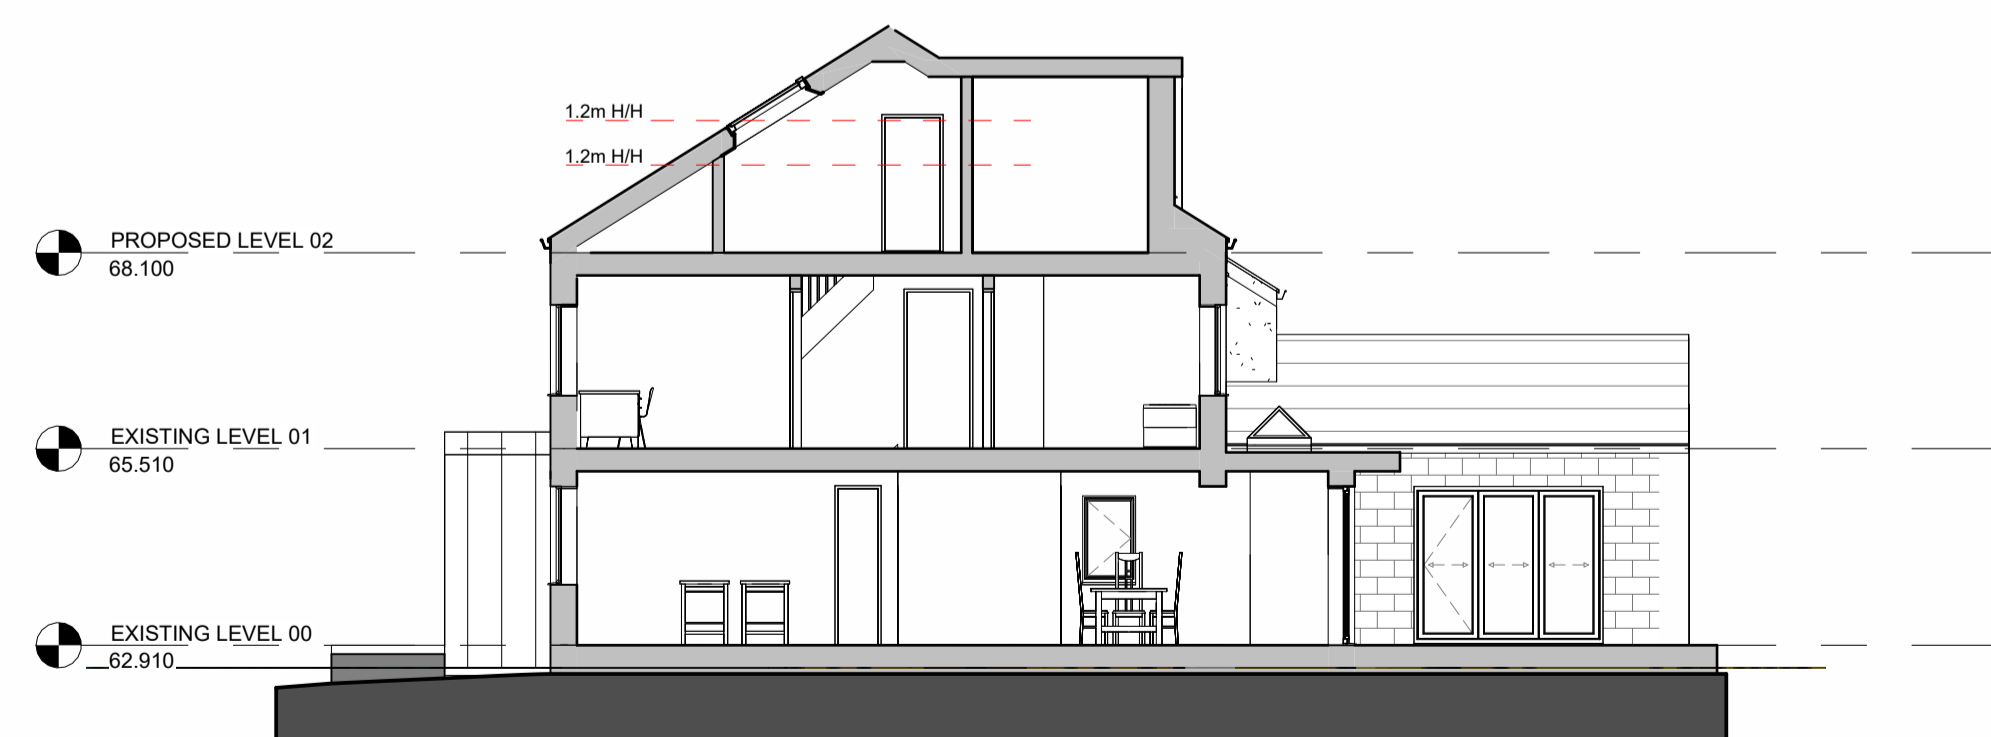 1.2m H/H
1.2m H/H
PROPOSED LEVEL 02
68.100
EXISTING LEVEL 01
65.510
EXISTING LEVEL 00
62.910